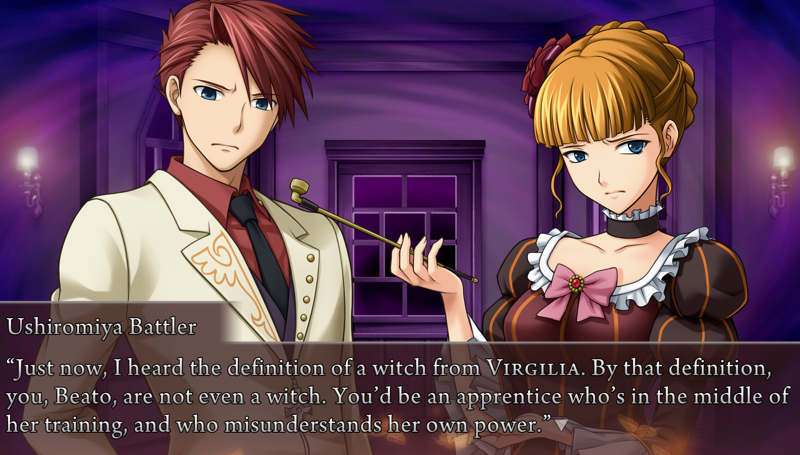 Ushiromiya Battler
“Just now, I heard the definition of a witch from VIRGILIA. By that definition,
you, Beato, are not even a witch. You’d be an apprentice who’s in the middle of
her training, and who misunderstands her own power.”